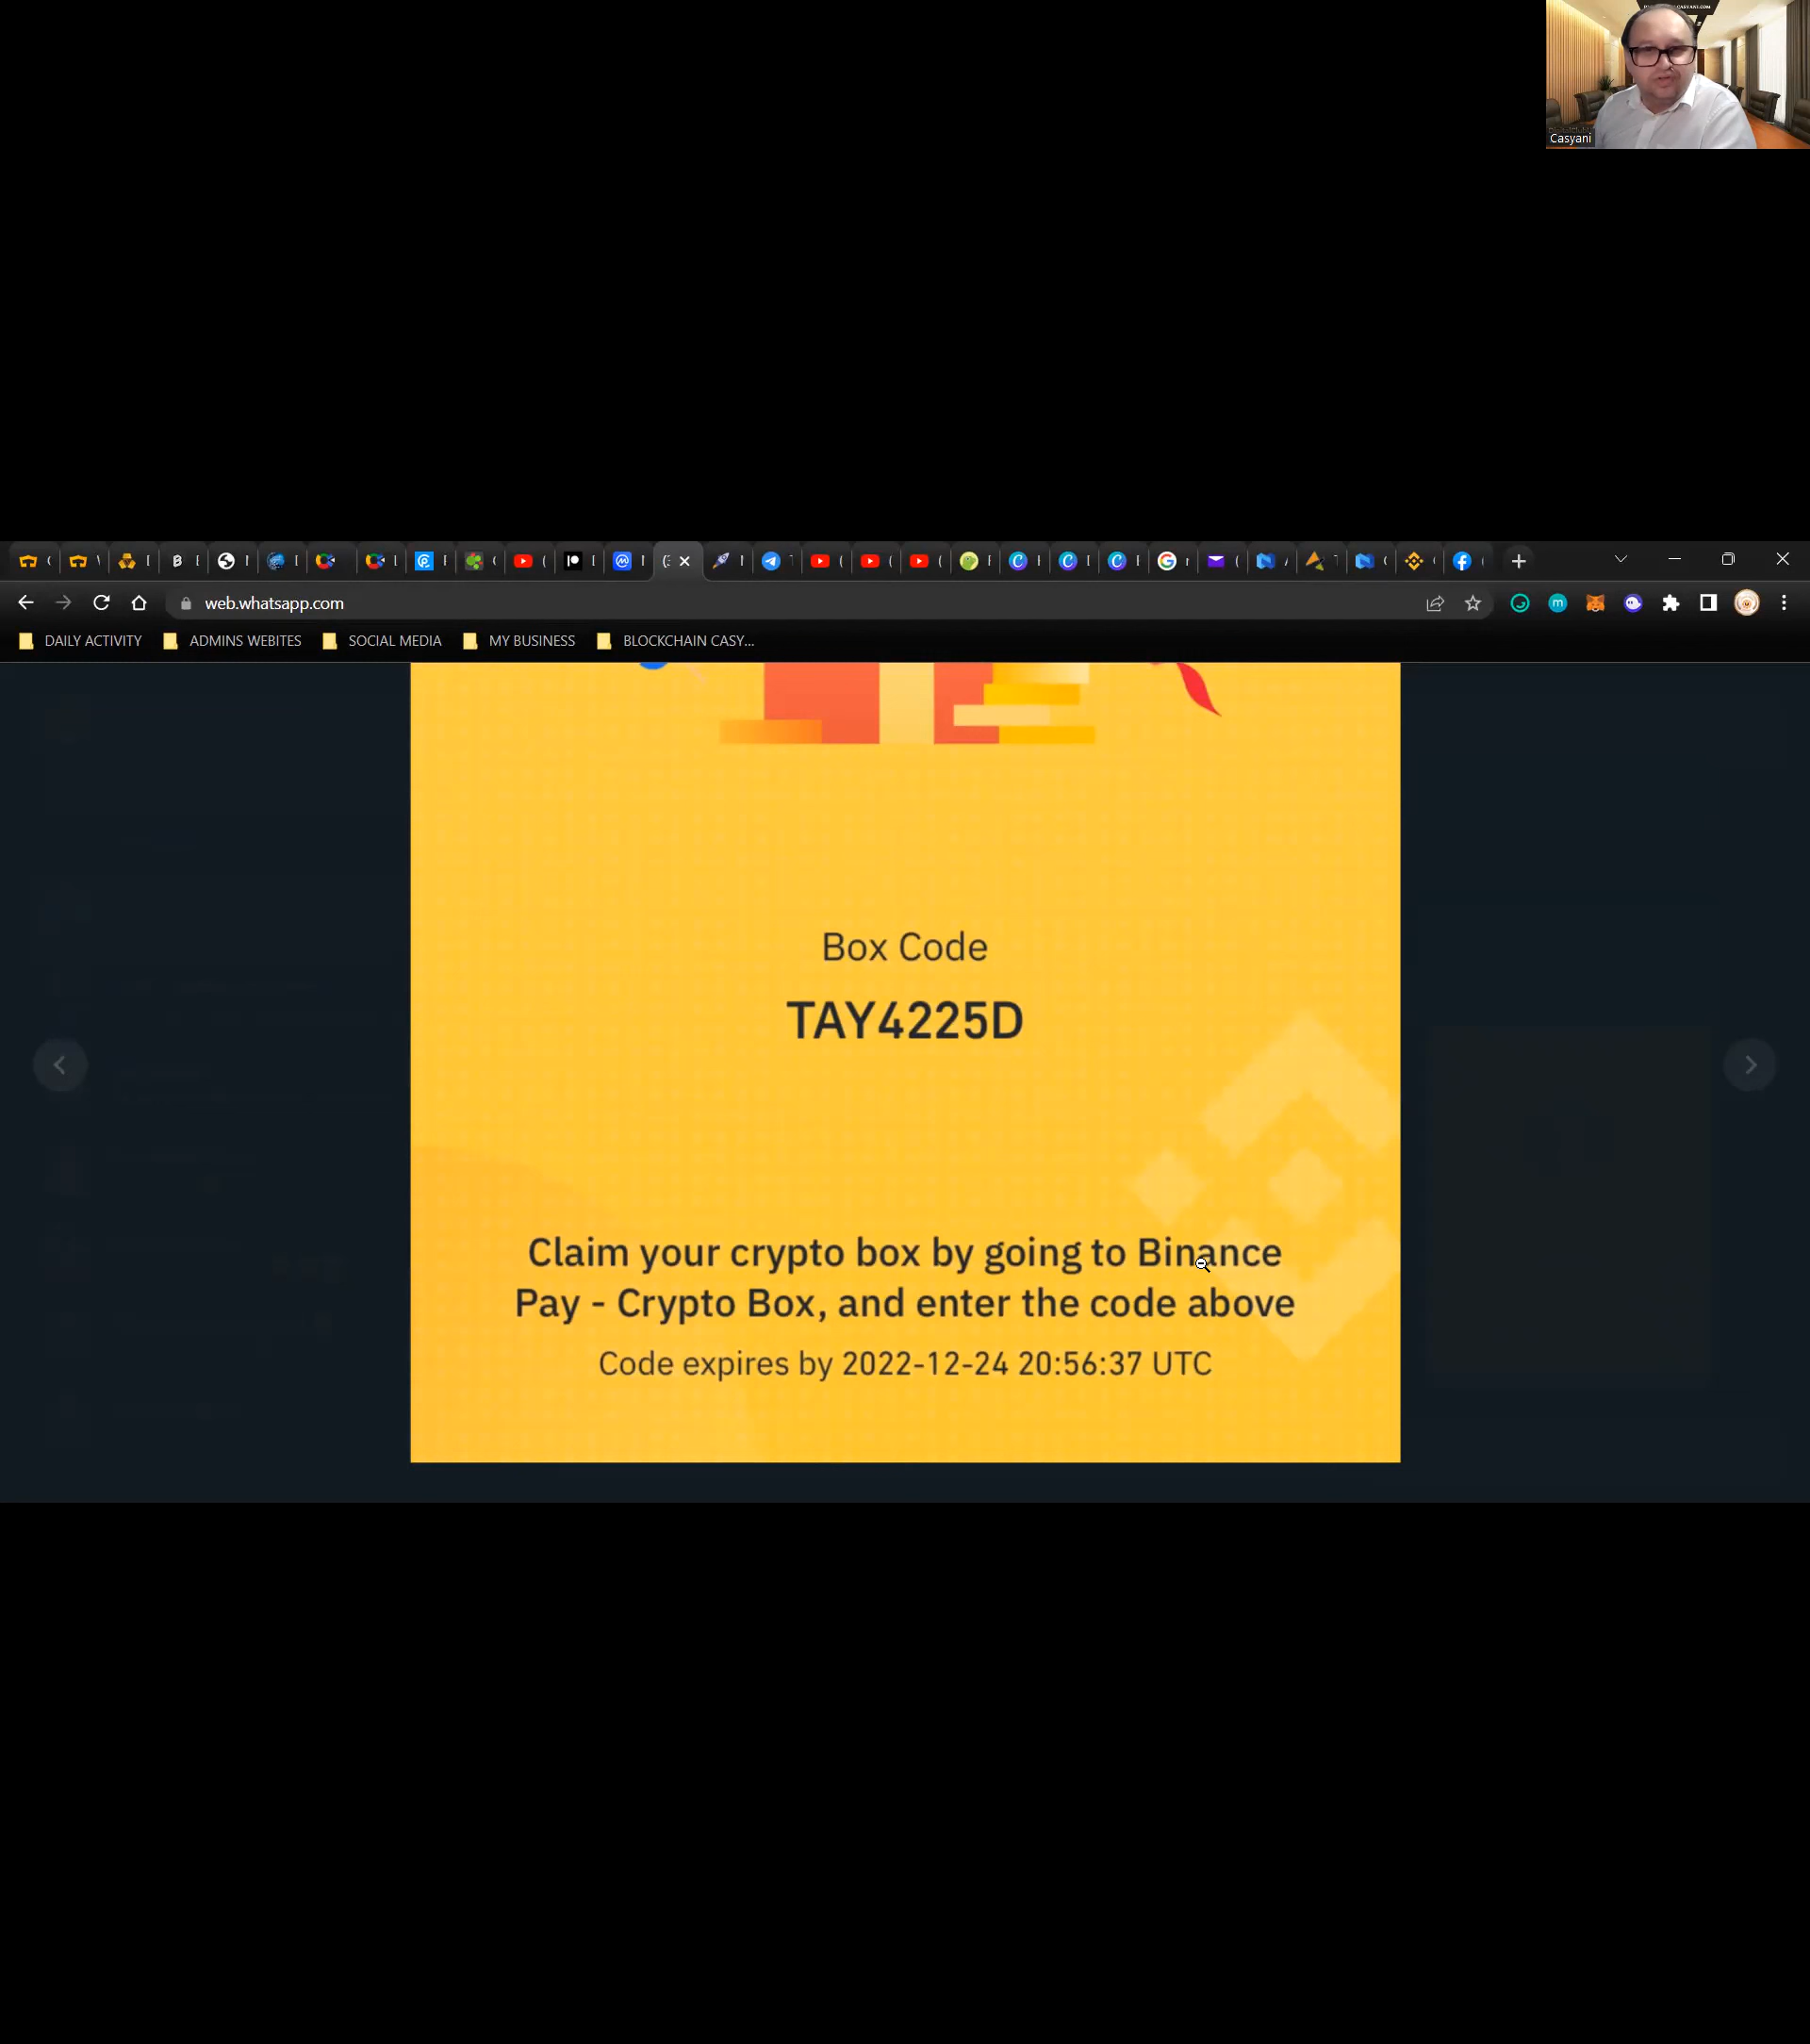 Casyani
web.whatsapp.com
DAILY ACTIVITY ADMINS WEBITES SOCIAL MEDIA MY BUSINESS BLOCKCHAIN CASY...
Box Code
TAY4225D
Claim your crypto box by going to Binance
Pay - Crypto Box, and enter the code above
Code expires by 2022-12-24 20:56:37 UTC